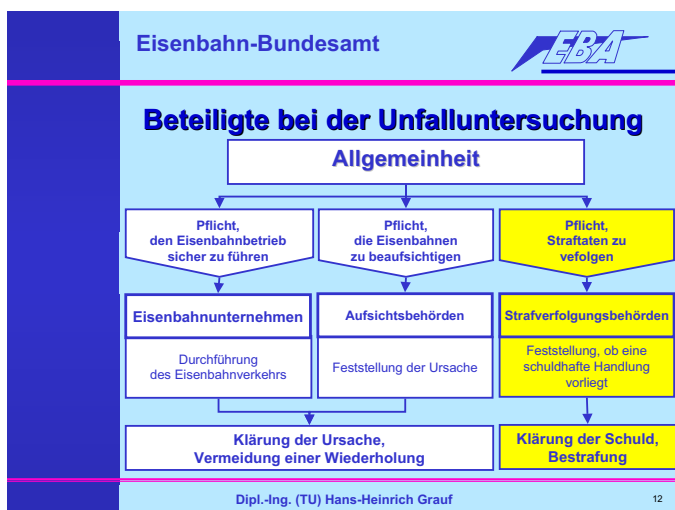 Eisenbahn-Bundesamt
EBA
Beteiligte bei der Unfalluntersuchung
Allgemeinheit
Pflicht,
den Eisenbahnbetrieb
sicher zu führen
Pflicht,
die Eisenbahnen
zu beaufsichtigen
Pflicht,
Straftaten zu
vefolgen
Eisenbahnunternehmen
Aufsichtsbehörden
Strafverfolgungsbehörden
Durchführung
des Eisenbahnverkehrs
Feststellung der Ursache
Feststellung, ob eine
schuldhafte Handlung
vorliegt
Klärung der Ursache,
Vermeidung einer Wiederholung
Klärung der Schuld,
Bestrafung
Dipl.-Ing. (TU) Hans-Heinrich Grauf
12